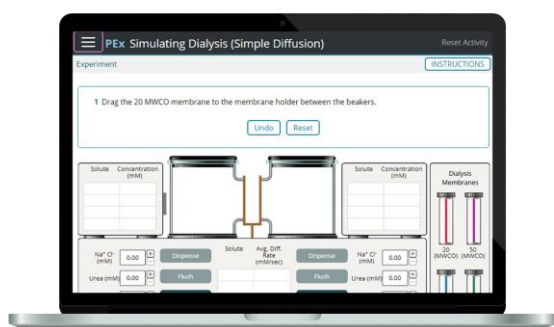 PEx Simulating Dialysis (Simple Diffusion)
Reset Activity
Experiment
INSTRUCTIONS
1 Drag the 20 MWCO membrane to the membrane holder between the beakers.
Undo
Reset
Solute
Concentration
(mM)
Solute
Concentration
(mM)
Dialysis
Membranes
20
(MWCO)
50
(MWCO)
Na⁺ Cl⁻
(mM)
0.00
Dispense
Solute
Avg. Diff.
Rate
(mM/sec)
Dispense
Na⁺ Cl⁻
(mM)
0.00
Urea (mM)
0.00
Flush
Flush
Urea (mM)
0.00